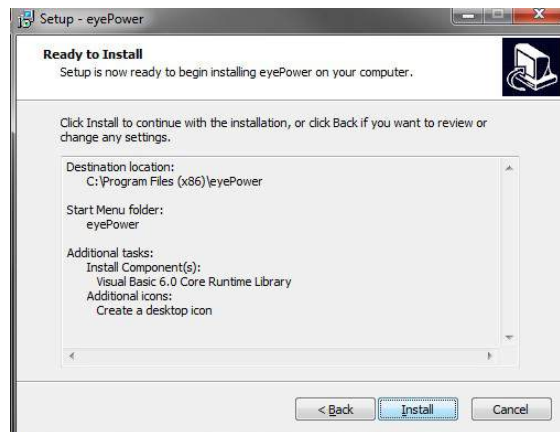 Setup - eyePower
Ready to Install
Setup is now ready to begin installing eyePower on your computer.
Click Install to continue with the installation, or click Back if you want to review or
change any settings.
Destination location:
C:\Program Files (x86)\eyePower
Start Menu folder:
eyePower
Additional tasks:
Install Component(s):
Visual Basic 6.0 Core Runtime Library
Additional icons:
Create a desktop icon
< Back
Install
Cancel